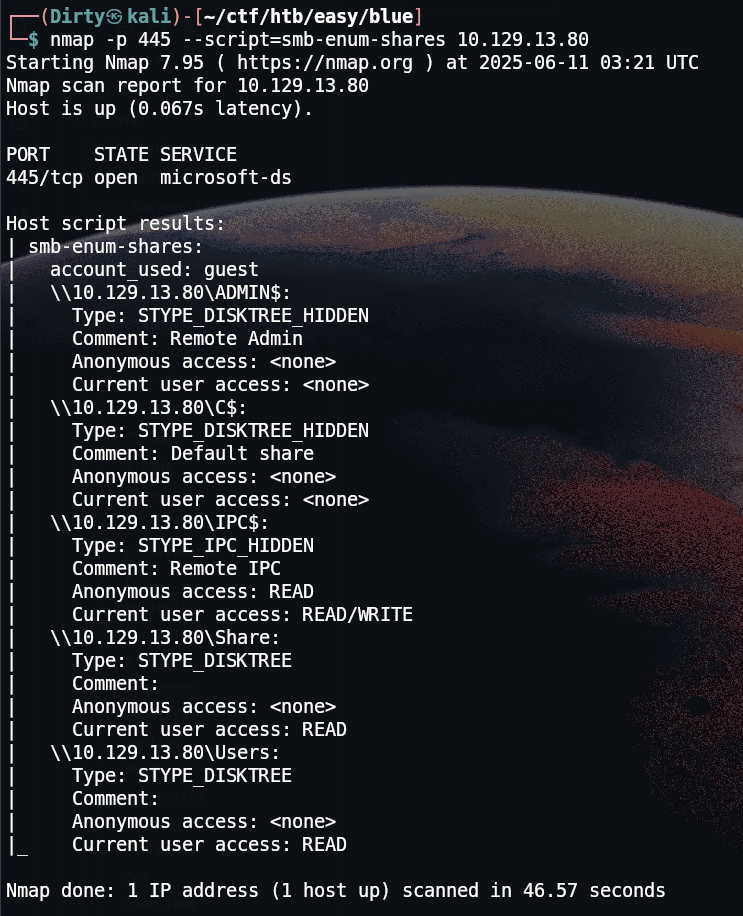 ┌──(Dirty㉿kali)-[~/ctf/htb/easy/blue]
└─$ nmap -p 445 --script=smb-enum-shares 10.129.13.80
Starting Nmap 7.95 ( https://nmap.org ) at 2025-06-11 03:21 UTC
Nmap scan report for 10.129.13.80
Host is up (0.067s latency).

PORT    STATE SERVICE
445/tcp open  microsoft-ds

Host script results:
| smb-enum-shares:
|   account_used: guest
|   \\10.129.13.80\ADMIN$:
|     Type: STYPE_DISKTREE_HIDDEN
|     Comment: Remote Admin
|     Anonymous access: <none>
|     Current user access: <none>
|   \\10.129.13.80\C$:
|     Type: STYPE_DISKTREE_HIDDEN
|     Comment: Default share
|     Anonymous access: <none>
|     Current user access: <none>
|   \\10.129.13.80\IPC$:
|     Type: STYPE_IPC_HIDDEN
|     Comment: Remote IPC
|     Anonymous access: READ
|     Current user access: READ/WRITE
|   \\10.129.13.80\Share:
|     Type: STYPE_DISKTREE
|     Comment:
|     Anonymous access: <none>
|     Current user access: READ
|   \\10.129.13.80\Users:
|     Type: STYPE_DISKTREE
|     Comment:
|     Anonymous access: <none>
|_    Current user access: READ

Nmap done: 1 IP address (1 host up) scanned in 46.57 seconds